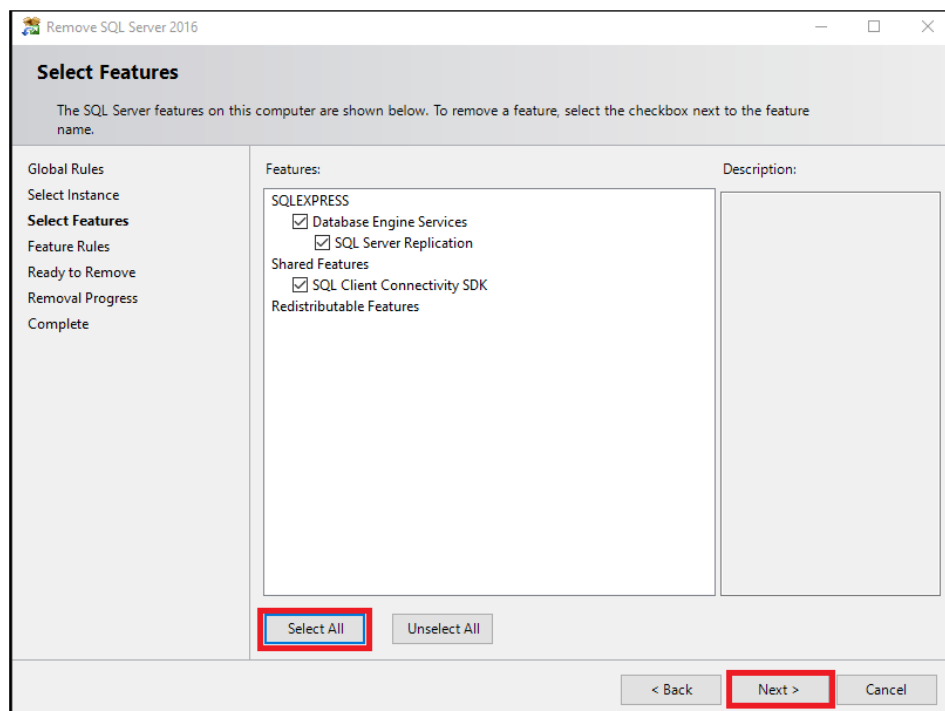 Remove SQL Server 2016
Select Features
The SQL Server features on this computer are shown below. To remove a feature, select the checkbox next to the feature
name.
Global Rules
Select Instance
Select Features
Feature Rules
Ready to Remove
Removal Progress
Complete
Features:
SQLEXPRESS
Database Engine Services
SQL Server Replication
Shared Features
SQL Client Connectivity SDK
Redistributable Features
Description:
Select All
Unselect All
< Back
Next >
Cancel